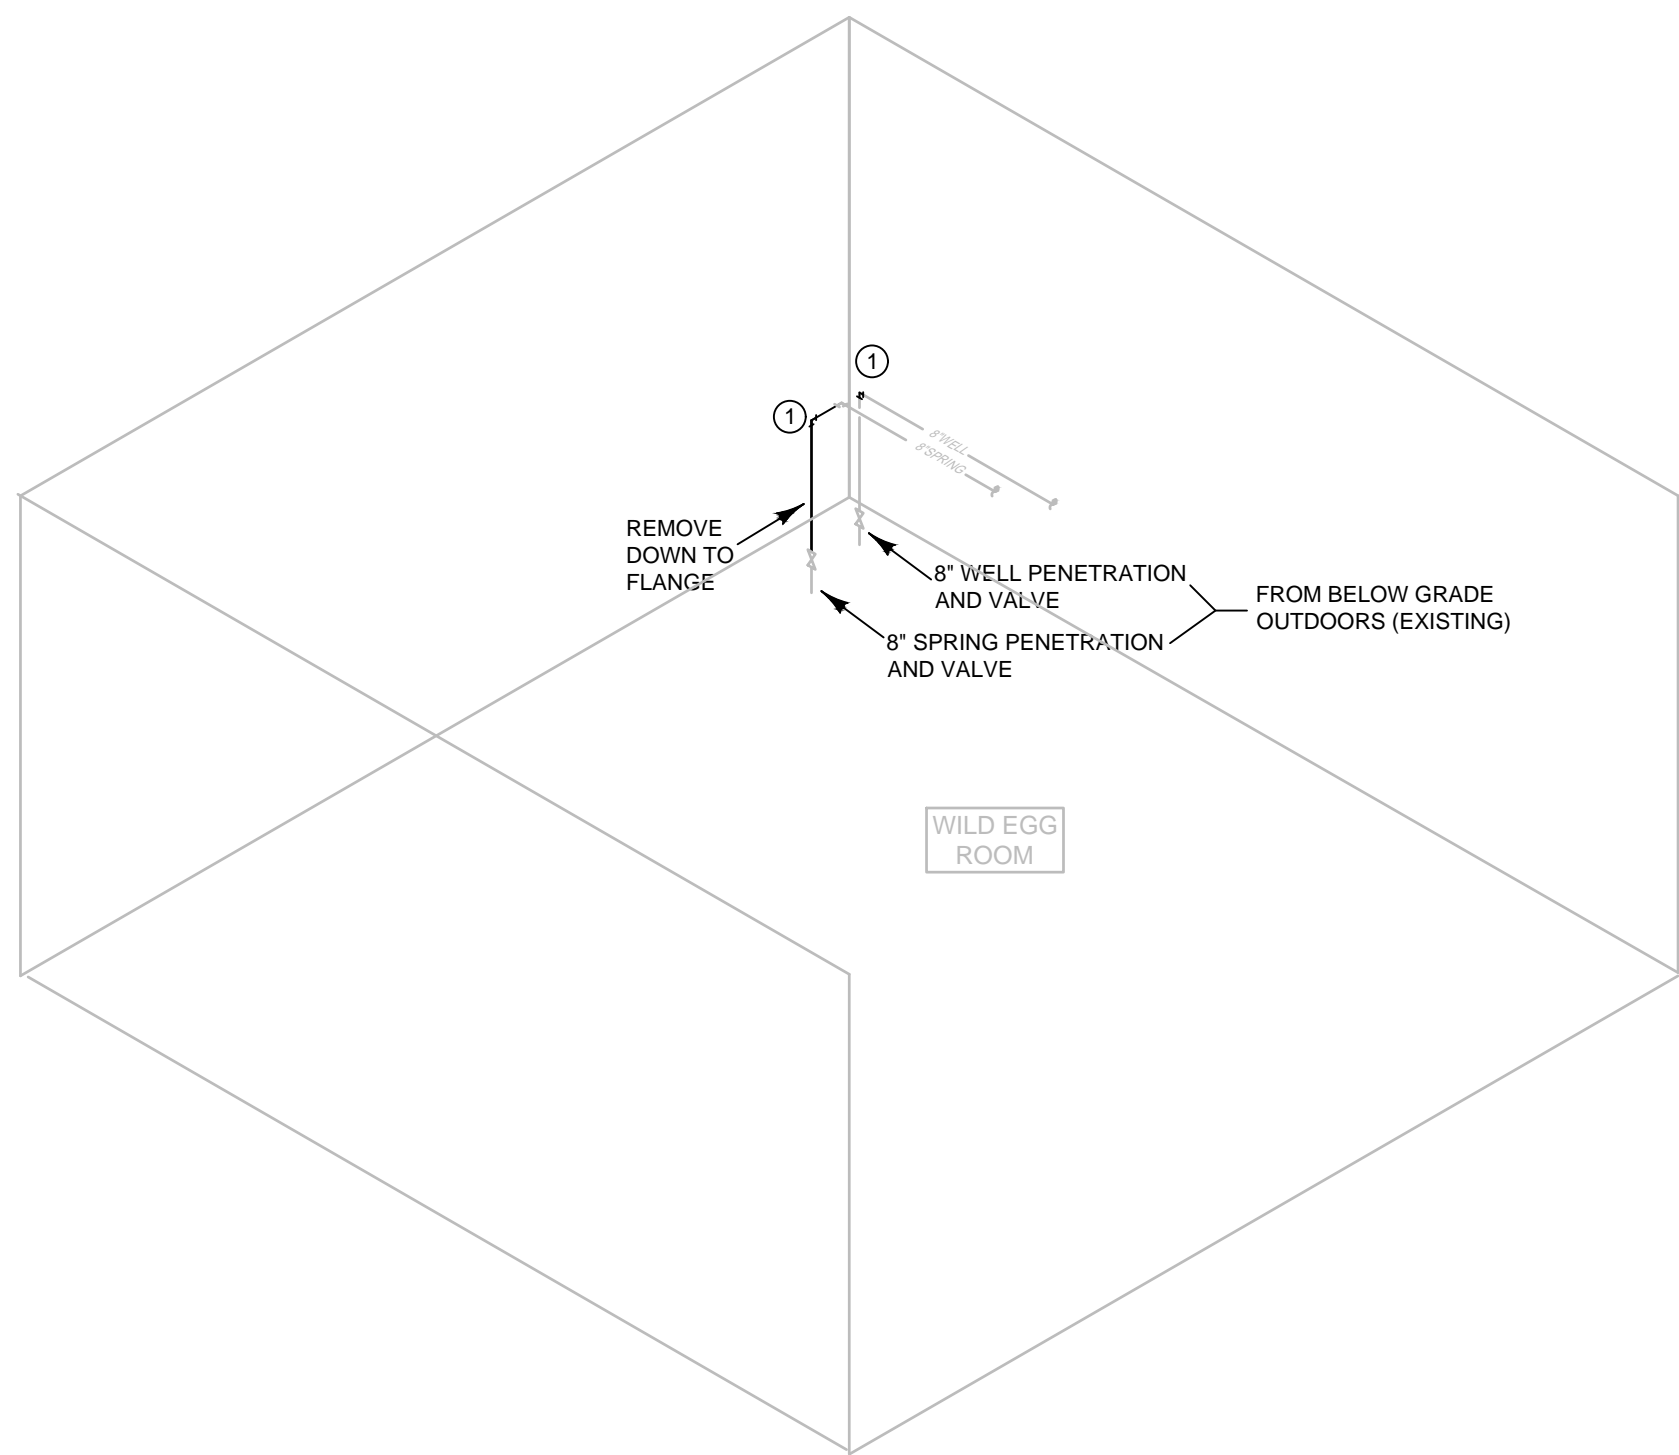 1
1
8"WELL
8"SPRING
REMOVE
DOWN TO
FLANGE
8" WELL PENETRATION
AND VALVE
FROM BELOW GRADE
OUTDOORS (EXISTING)
8" SPRING PENETRATION
AND VALVE
WILD EGG
ROOM